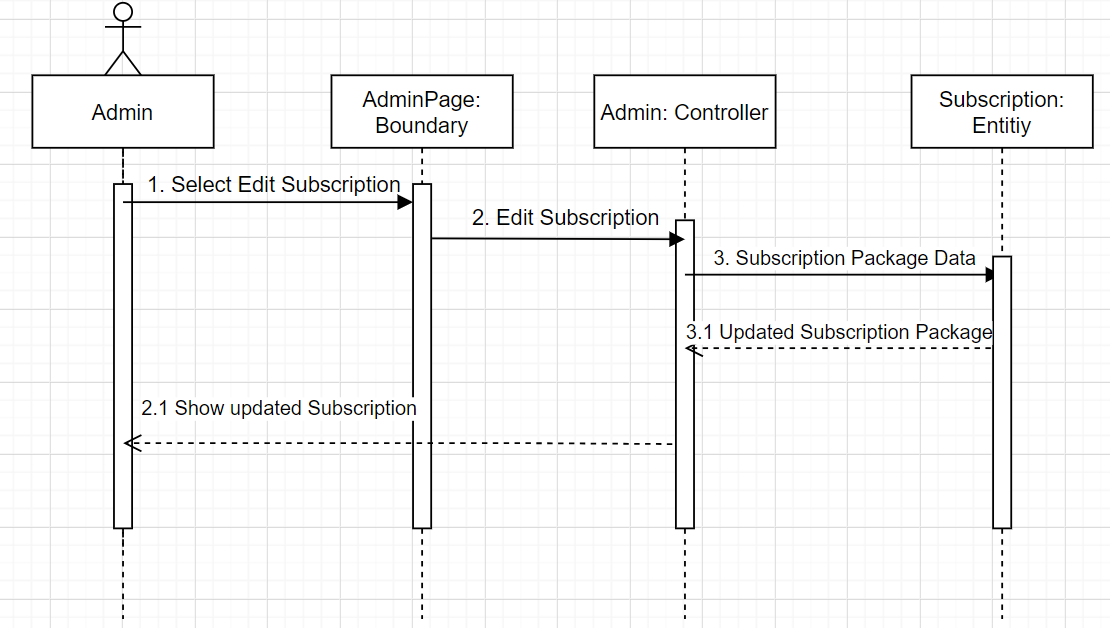 Admin
AdminPage:
Boundary
Admin: Controller
Subscription:
Entitiy
1. Select Edit Subscription
2. Edit Subscription
3. Subscription Package Data
3.1 Updated Subscription Package
2.1 Show updated Subscription